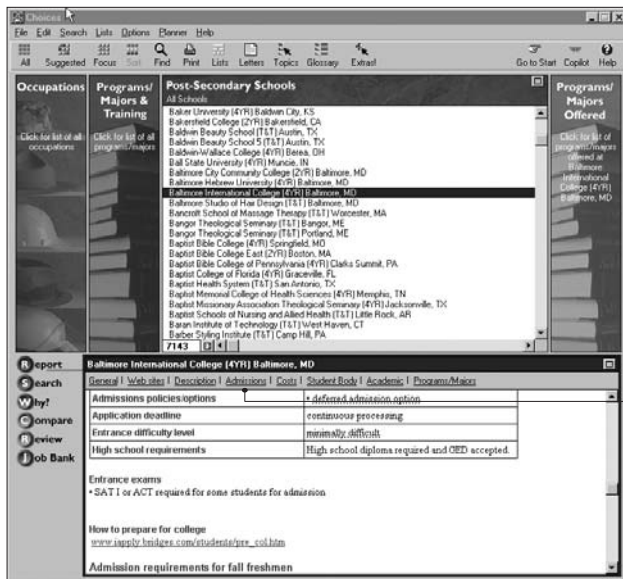 Choices
File Edit Search Lists Options Planner Help
All Suggested Focus Sort Find Print Lists Letters Topics Glossary Extras! Go to Start Copilot Help
Occupations
Click for list of all
occupations
Programs/
Majors &
Training
Click for list of all
programs/majors
Post-Secondary Schools
All Schools
Baker University (4YR) Baldwin City, KS
Bakersfield College (2YR) Bakersfield, CA
Baldwin Beauty School (T&T) Austin, TX
Baldwin Beauty School 5 (T&T) Austin, TX
Baldwin-Wallace College (4YR) Berea, OH
Ball State University (4YR) Muncie, IN
Baltimore City Community College (2YR) Baltimore, MD
Baltimore Hebrew University (4YR) Baltimore, MD
Baltimore International College (4YR) Baltimore, MD
Baltimore Studio of Hair Design (T&T) Baltimore, MD
Bancroft School of Massage Therapy (T&T) Worcester, MA
Bangor Theological Seminary (T&T) Bangor, ME
Bangor Theological Seminary (T&T) Portland, ME
Baptist Bible College (4YR) Springfield, MO
Baptist Bible College East (2YR) Boston, MA
Baptist Bible College of Pennsylvania (4YR) Clarks Summit, PA
Baptist College of Florida (4YR) Graceville, FL
Baptist Health System (T&T) San Antonio, TX
Baptist Memorial College of Health Sciences (4YR) Memphis, TN
Baptist Missionary Association Theological Seminary (4YR) Jacksonville, TX
Baptist Schools of Nursing and Allied Health (T&T) Little Rock, AR
Baran Institute of Technology (T&T) West Haven, CT
Barber Styling Institute (T&T) Camp Hill, PA
7143
Programs/
Majors
Offered
Click for list of
programs/majors
offered at
Baltimore
International
College (4YR)
Baltimore, MD
Report
Search
Why?
Compare
Review
Job Bank
Baltimore International College (4YR) Baltimore, MD
General | Web sites | Description | Admissions | Costs | Student Body | Academic | Programs/Majors
Admissions policies/options • deferred admission option
Application deadline continuous processing
Entrance difficulty level minimally difficult
High school requirements High school diploma required and GED accepted.
Entrance exams
• SAT I or ACT required for some students for admission
How to prepare for college
www.iapply.bridges.com/students/pre_col.htm
Admission requirements for fall freshmen